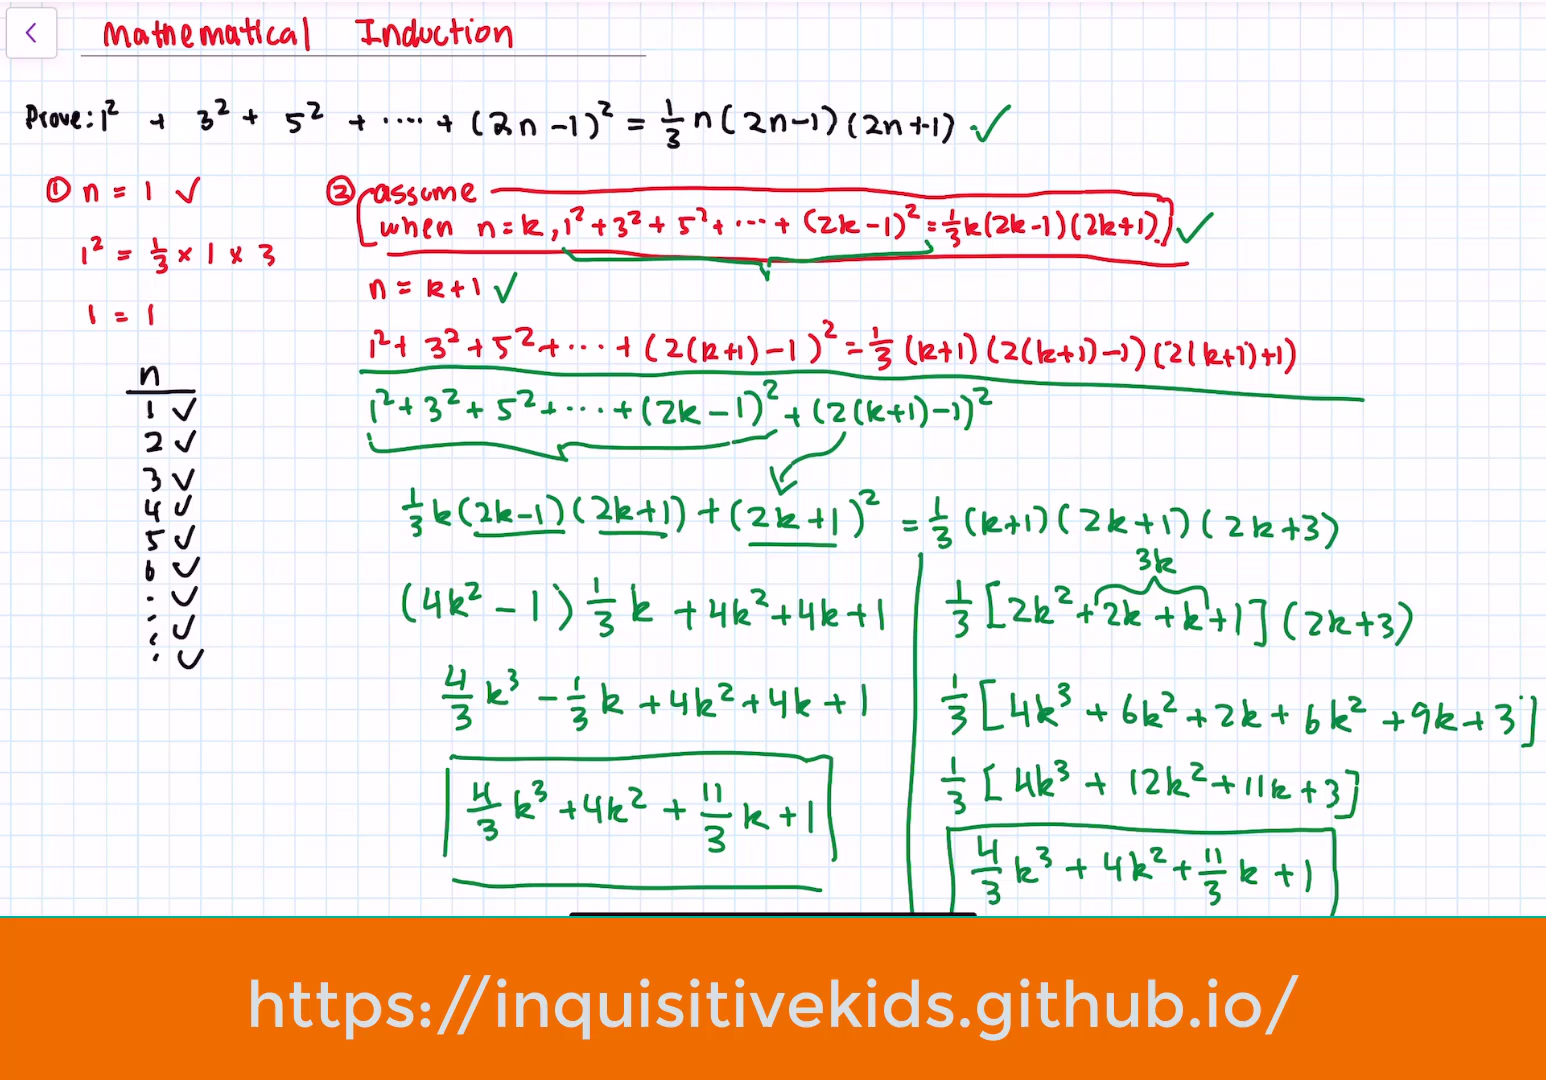 Mathematical Induction
Prove: 1² + 3² + 5² + ···· + (2n-1)² = 1/3 n(2n-1)(2n+1) ✓
① n = 1 ✓
1² = 1/3 × 1 × 3
1 = 1
n
1 ✓
2 ✓
3 ✓
4 ✓
5 ✓
6 ✓
. ✓
: ✓
. ✓
② assume
when n=k, 1² + 3² + 5² + ··· + (2k-1)² = 1/3 k(2k-1)(2k+1). ✓
n = k+1 ✓
1² + 3² + 5² + ··· + (2(k+1)-1)² = 1/3 (k+1)(2(k+1)-1)(2(k+1)+1)
1² + 3² + 5² + ··· + (2k-1)² + (2(k+1)-1)²
1/3 k(2k-1)(2k+1) + (2k+1)² = 1/3 (k+1)(2k+1)(2k+3)
(4k²-1) 1/3 k + 4k² + 4k + 1
4/3 k³ - 1/3 k + 4k² + 4k + 1
4/3 k³ + 4k² + 11/3 k + 1
3k
1/3 [2k² + 2k + k + 1] (2k+3)
1/3 [4k³ + 6k² + 2k + 6k² + 9k + 3]
1/3 [4k³ + 12k² + 11k + 3]
4/3 k³ + 4k² + 11/3 k + 1
https://inquisitivekids.github.io/